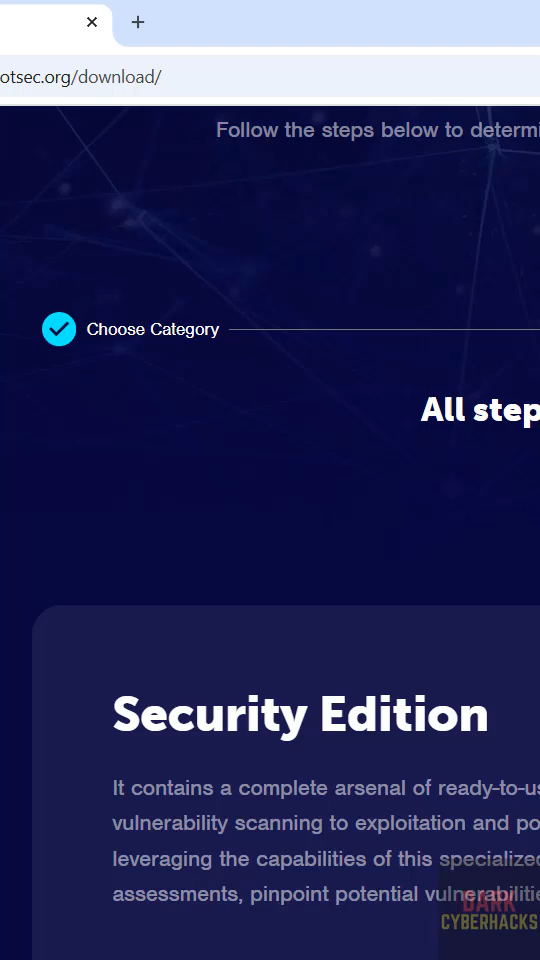 otsec.org/download/
Follow the steps below to determi
Choose Category
All step
Security Edition
It contains a complete arsenal of ready-to-us
vulnerability scanning to exploitation and po
leveraging the capabilities of this specialized
assessments, pinpoint potential vulnerabilitie
DARK
CYBERHACKS